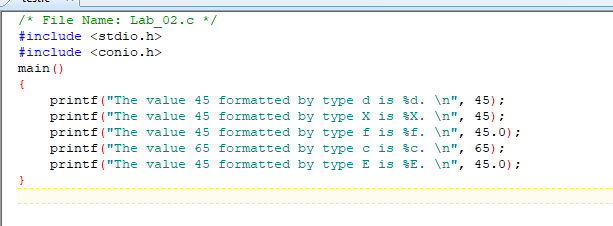 /* File Name: Lab_02.c */
#include <stdio.h>
#include <conio.h>
main()
{
    printf("The value 45 formatted by type d is %d. \n", 45);
    printf("The value 45 formatted by type X is %X. \n", 45);
    printf("The value 45 formatted by type f is %f. \n", 45.0);
    printf("The value 65 formatted by type c is %c. \n", 65);
    printf("The value 45 formatted by type E is %E. \n", 45.0);
}